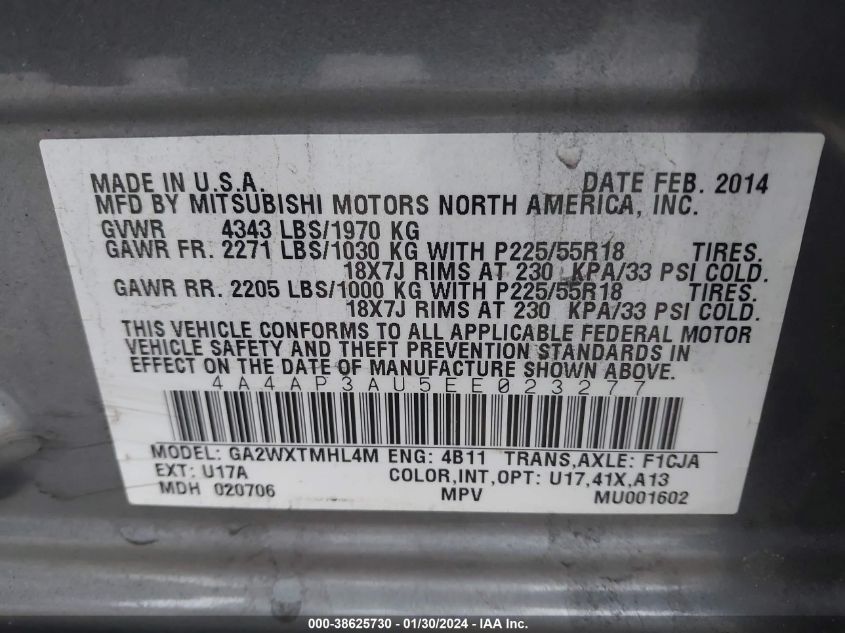 MADE IN U.S.A. DATE FEB. 2014
MFD BY MITSUBISHI MOTORS NORTH AMERICA, INC.
GVWR 4343 LBS/1970 KG
GAWR FR. 2271 LBS/1030 KG WITH P225/55R18 TIRES.
18X7J RIMS AT 230 KPA/33 PSI COLD.
GAWR RR. 2205 LBS/1000 KG WITH P225/55R18 TIRES.
18X7J RIMS AT 230 KPA/33 PSI COLD.
THIS VEHICLE CONFORMS TO ALL APPLICABLE FEDERAL MOTOR
VEHICLE SAFETY AND THEFT PREVENTION STANDARDS IN
EFFECT ON THE DATE OF MANUFACTURE SHOWN ABOVE.
4A4AP3AU5EE023277
MODEL: GA2WXTMHL4M ENG: 4B11 TRANS,AXLE: F1CJA
EXT: U17A COLOR,INT,OPT: U17,41X,A13
MDH 020706 MPV MU001602
000-38625730 - 01/30/2024 - IAA Inc.